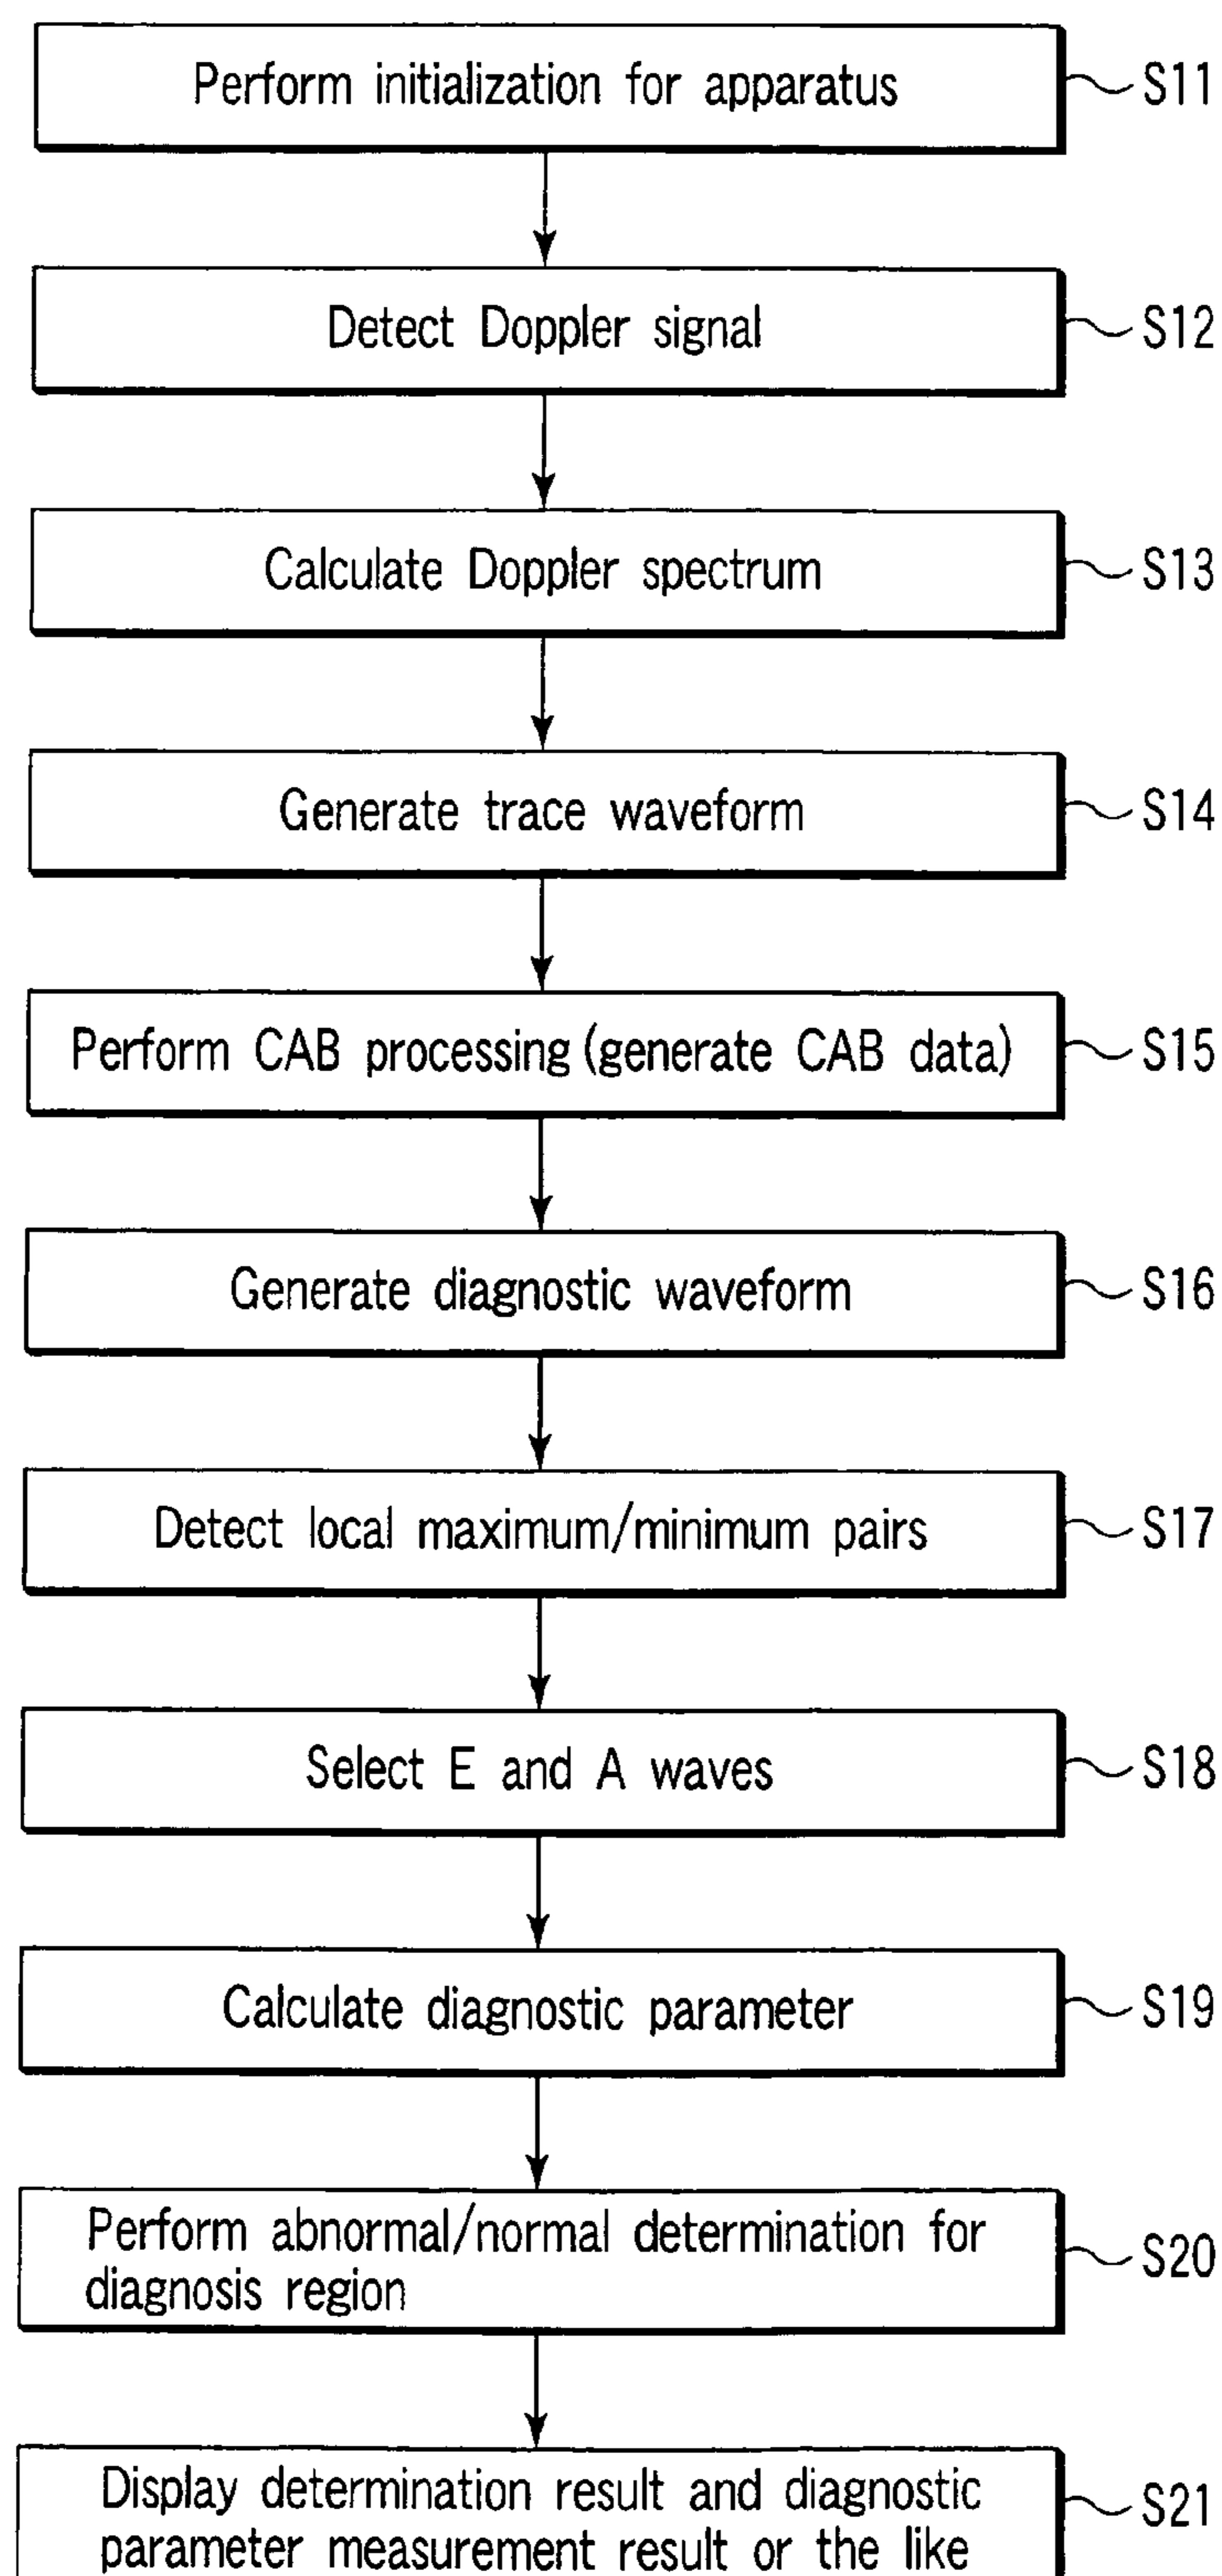 Perform initialization for apparatus S11
Detect Doppler signal S12
Calculate Doppler spectrum S13
Generate trace waveform S14
Perform CAB processing (generate CAB data) S15
Generate diagnostic waveform S16
Detect local maximum/minimum pairs S17
Select E and A waves S18
Calculate diagnostic parameter S19
Perform abnormal/normal determination for
diagnosis region S20
Display determination result and diagnostic
parameter measurement result or the like S21